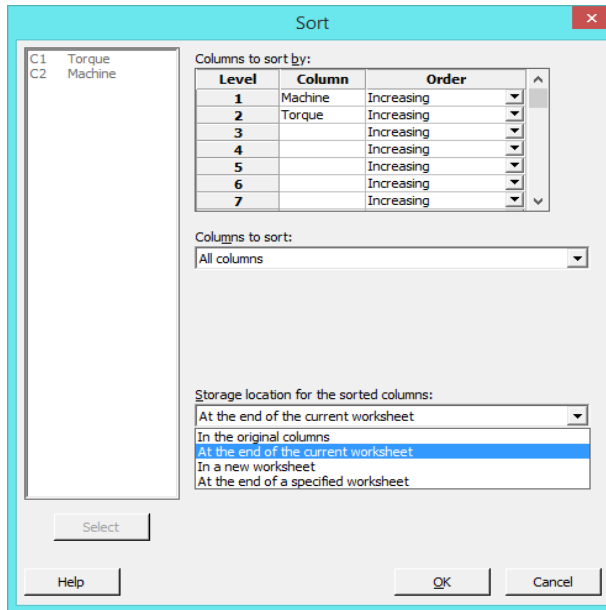 Sort
C1 Torque
C2 Machine
Columns to sort by:
Level Column Order
1 Machine Increasing
2 Torque Increasing
3 Increasing
4 Increasing
5 Increasing
6 Increasing
7 Increasing
Columns to sort:
All columns
Storage location for the sorted columns:
At the end of the current worksheet
In the original columns
At the end of the current worksheet
In a new worksheet
At the end of a specified worksheet
Select
Help OK Cancel